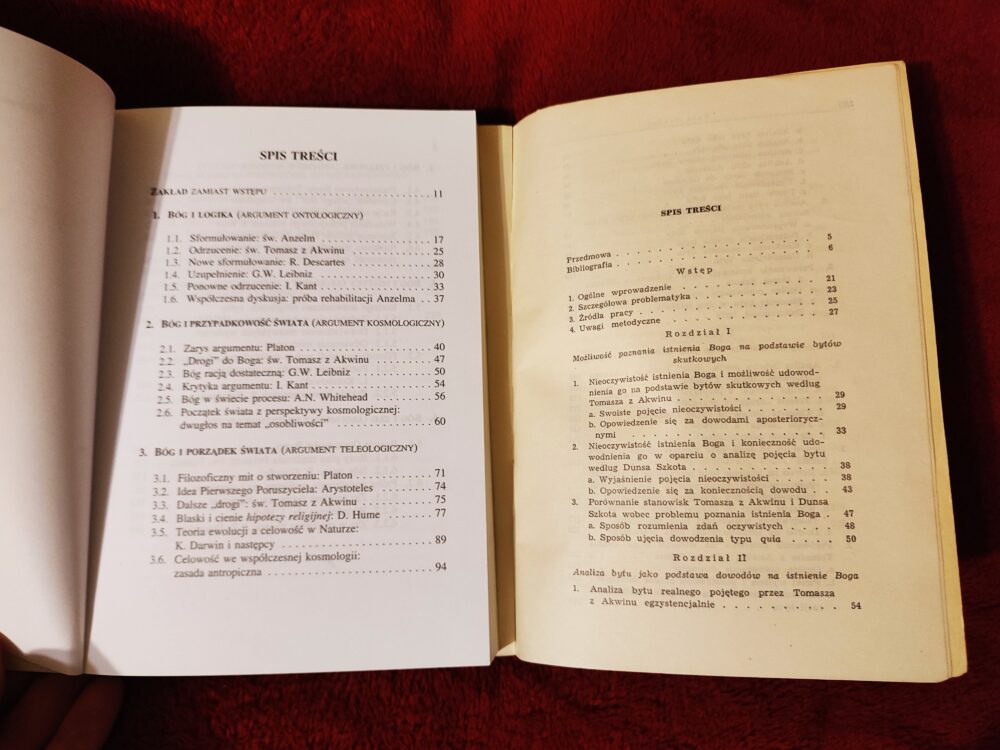 SPIS TREŚCI
ZAKŁAD ZAMIAST WSTĘPU . . . . . . . . . . 11
1. BÓG I LOGIKA (ARGUMENT ONTOLOGICZNY)
1.1. Sformułowanie: św. Anzelm . . . . . . . . . . 17
1.2. Odrzucenie: św. Tomasz z Akwinu . . . . . . . . . . 25
1.3. Nowe sformułowanie: R. Descartes . . . . . . . . . . 28
1.4. Uzupełnienie: G.W. Leibniz . . . . . . . . . . 30
1.5. Ponowne odrzucenie: I. Kant . . . . . . . . . . 33
1.6. Współczesna dyskusja: próba rehabilitacji Anzelma . . 37
2. BÓG I PRZYPADKOWOŚĆ ŚWIATA (ARGUMENT KOSMOLOGICZNY)
2.1. Zarys argumentu: Platon . . . . . . . . . . 40
2.2. „Drogi” do Boga: św. Tomasz z Akwinu . . . . . . . . . . 47
2.3. Bóg racją dostateczną: G.W. Leibniz . . . . . . . . . . 50
2.4. Krytyka argumentu: I. Kant . . . . . . . . . . 54
2.5. Bóg w świecie procesu: A.N. Whitehead . . . . . . . . . . 56
2.6. Początek świata z perspektywy kosmologicznej:
dwugłos na temat „osobliwości” . . . . . . . . . . 60
3. BÓG I PORZĄDEK ŚWIATA (ARGUMENT TELEOLOGICZNY)
3.1. Filozoficzny mit o stworzeniu: Platon . . . . . . . . . . 71
3.2. Idea Pierwszego Poruszyciela: Arystoteles . . . . . . . . . . 74
3.3. Dalsze „drogi”: św. Tomasz z Akwinu . . . . . . . . . . 75
3.4. Blaski i cienie hipotezy religijnej: D. Hume . . . . . . . . . . 77
3.5. Teoria ewolucji a celowość w Naturze:
K. Darwin i następcy . . . . . . . . . . 89
3.6. Celowość we współczesnej kosmologii:
zasada antropiczna . . . . . . . . . . 94
SPIS TREŚCI
Przedmowa . . . . . . . . . . 5
Bibliografia . . . . . . . . . . 6
Wstęp
1. Ogólne wprowadzenie . . . . . . . . . . 21
2. Szczegółowa problematyka . . . . . . . . . . 23
3. Źródła pracy . . . . . . . . . . 25
4. Uwagi metodyczne . . . . . . . . . . 27
Rozdział I
Możliwość poznania istnienia Boga na podstawie bytów
skutkowych
1. Nieoczywistość istnienia Boga i możliwość udowod-
nienia go na podstawie bytów skutkowych według
Tomasza z Akwinu . . . . . . . . . . 29
a. Swoiste pojęcie nieoczywistości . . . . . . . . . . 29
b. Opowiedzenie się za dowodami aposteriorycz-
nymi . . . . . . . . . . 33
2. Nieoczywistość istnienia Boga i konieczność udo-
wodnienia go w oparciu o analizę pojęcia bytu
według Dunsa Szkota . . . . . . . . . . 38
a. Wyjaśnienie pojęcia nieoczywistości . . . . . . . . . . 38
b. Opowiedzenie się za koniecznością dowodu . . 43
3. Porównanie stanowisk Tomasza z Akwinu i Dunsa
Szkota wobec problemu poznania istnienia Boga . 47
a. Sposób rozumienia zdań oczywistych . . . . . . . . . . 48
b. Sposób ujęcia dowodzenia typu quia . . . . . . . . . . 50
Rozdział II
Analiza bytu jako podstawa dowodów na istnienie Boga
1. Analiza bytu realnego pojętego przez Tomasza
z Akwinu egzystencjalnie . . . . . . . . . . 54